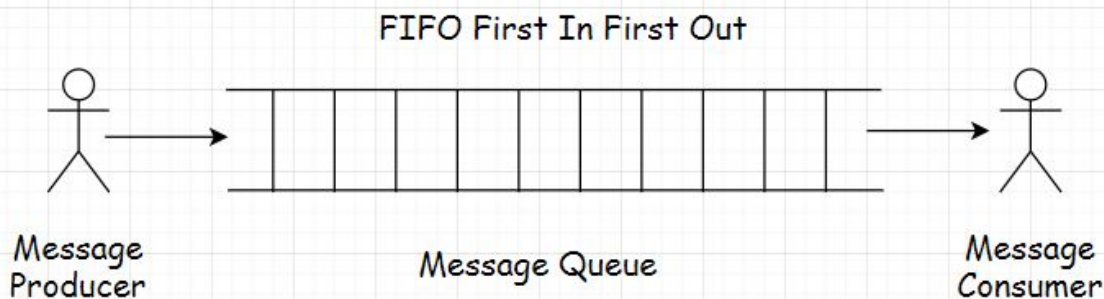 FIFO First In First Out
Message
Producer
Message Queue
Message
Consumer